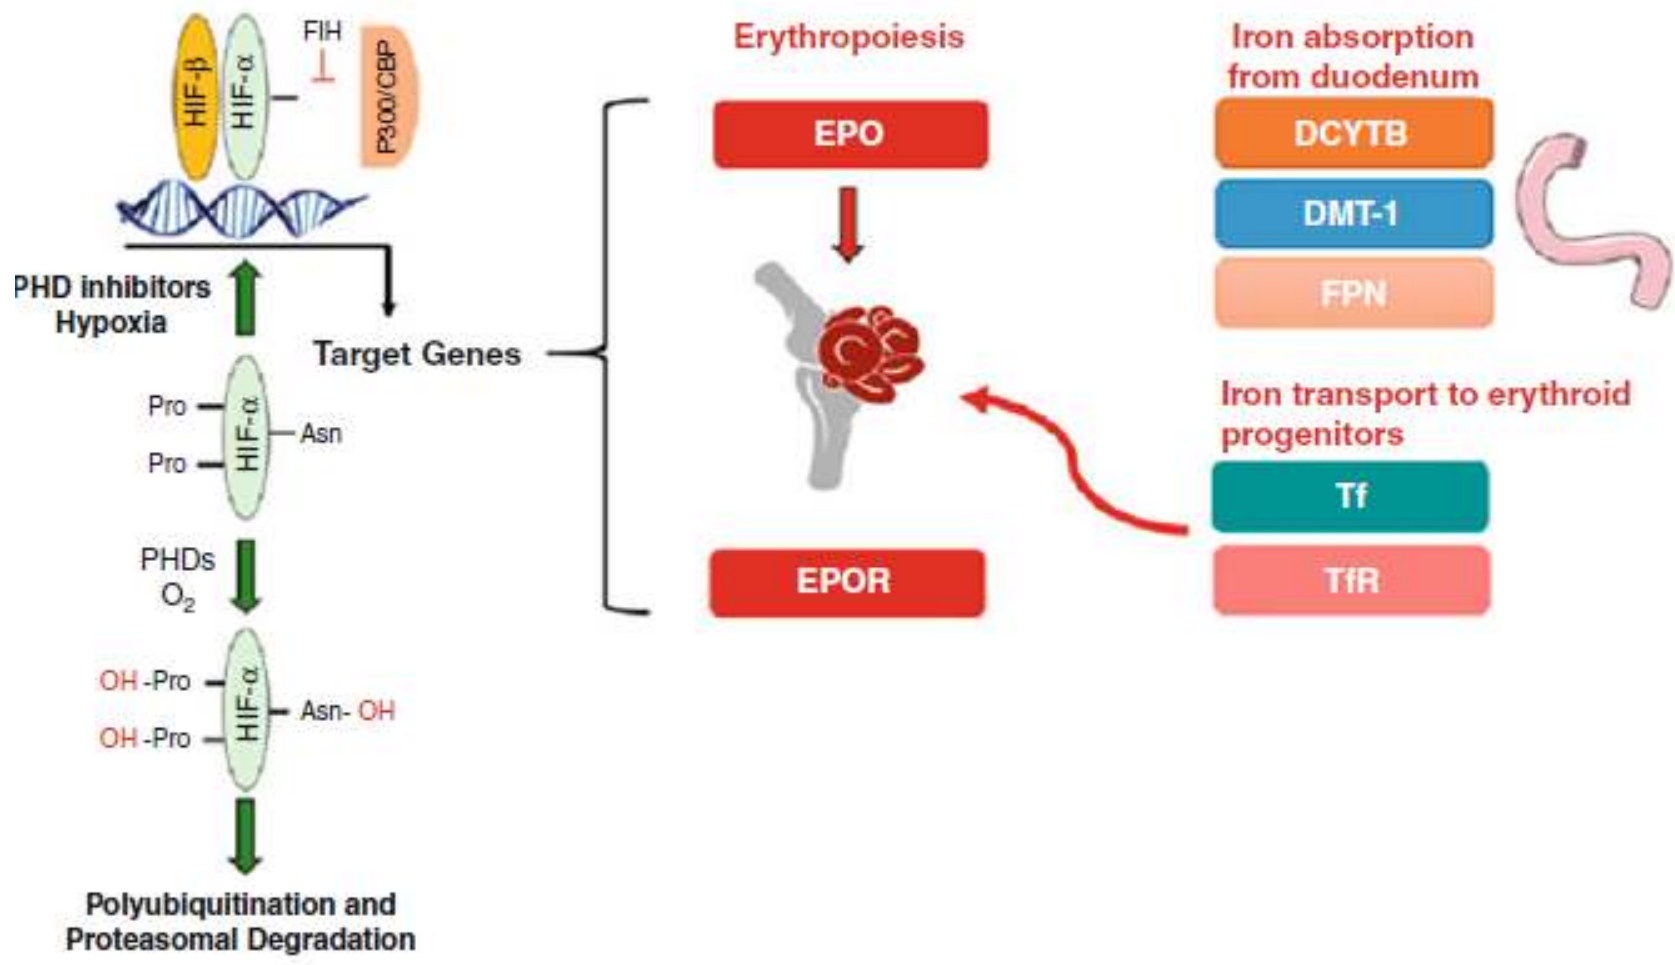 HIF-β
HIF-α
FIH
P300/CBP
PHD inhibitors
Hypoxia
Target Genes
Pro
Pro
HIF-α
Asn
PHDs
O₂
OH -Pro
OH -Pro
HIF-α
Asn- OH
Polyubiquitination and
Proteasomal Degradation
Erythropoiesis
EPO
EPOR
Iron absorption
from duodenum
DCYTB
DMT-1
FPN
Iron transport to erythroid
progenitors
Tf
TfR